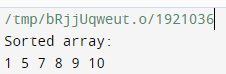 /tmp/bRjjUqweut.o/1921036
Sorted array:
1 5 7 8 9 10